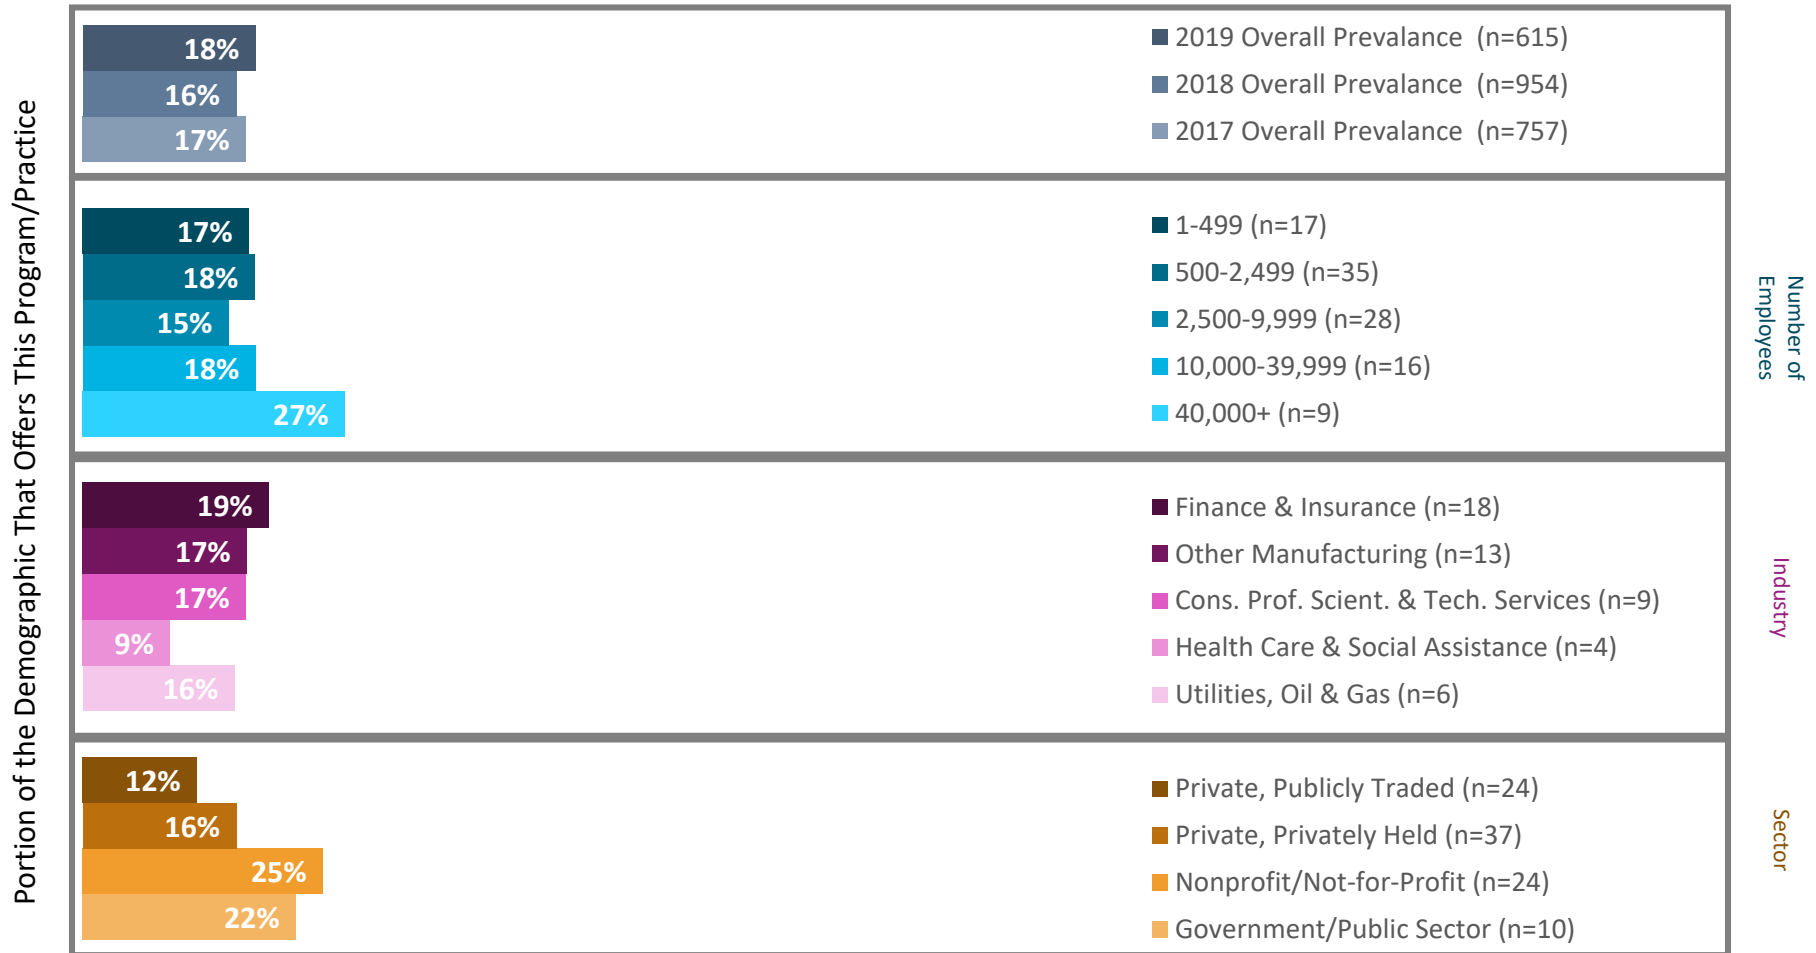 Portion of the Demographic That Offers This Program/Practice
18%
16%
17%
2019 Overall Prevalance (n=615)
2018 Overall Prevalance (n=954)
2017 Overall Prevalance (n=757)
17%
18%
15%
18%
27%
1-499 (n=17)
500-2,499 (n=35)
2,500-9,999 (n=28)
10,000-39,999 (n=16)
40,000+ (n=9)
Number of
Employees
19%
17%
17%
9%
16%
Finance & Insurance (n=18)
Other Manufacturing (n=13)
Cons. Prof. Scient. & Tech. Services (n=9)
Health Care & Social Assistance (n=4)
Utilities, Oil & Gas (n=6)
Industry
12%
16%
25%
22%
Private, Publicly Traded (n=24)
Private, Privately Held (n=37)
Nonprofit/Not-for-Profit (n=24)
Government/Public Sector (n=10)
Sector